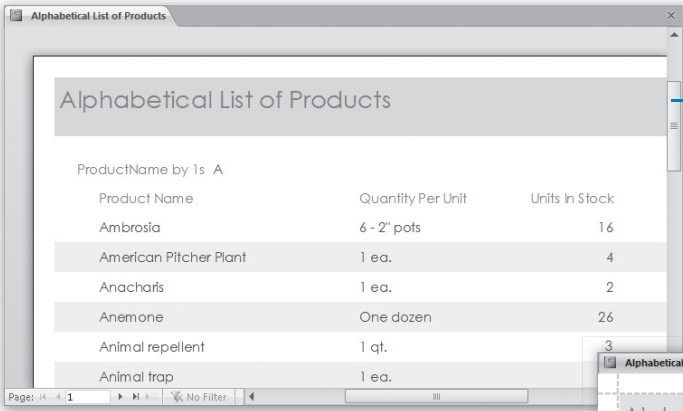 Alphabetical List of Products
Alphabetical List of Products
ProductName by 1s A
Product Name Quantity Per Unit Units In Stock
Ambrosia 6 - 2" pots 16
American Pitcher Plant 1 ea. 4
Anacharis 1 ea. 2
Anemone One dozen 26
Animal repellent 1 qt. 3
Animal trap 1 ea.
Alphabetical
Page: 1 No Filter